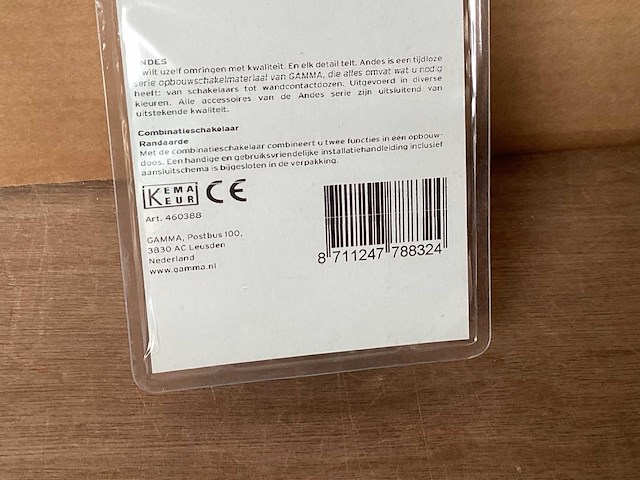 NDES
wilt uzelf omringen met kwaliteit. En elk detail telt. Andes is een tijdloze
serie opbouwschakelmateriaal van GAMMA, die alles omvat wat u nodig
heeft: van schakelaars tot wandcontactdozen. Uitgevoerd in diverse
kleuren. Alle accessoires van de Andes serie zijn uitsluitend van
uitstekende kwaliteit.
Combinatieschakelaar
Randaarde
Met de combinatieschakelaar combineert u twee functies in één opbouw-
doos. Een handige en gebruiksvriendelijke installatiehandleiding inclusief
aansluitschema is bijgesloten in de verpakking.
KEMA KEUR CE
Art. 460388
GAMMA, Postbus 100,
3830 AC Leusden
Nederland
www.gamma.nl
8 711247 788324